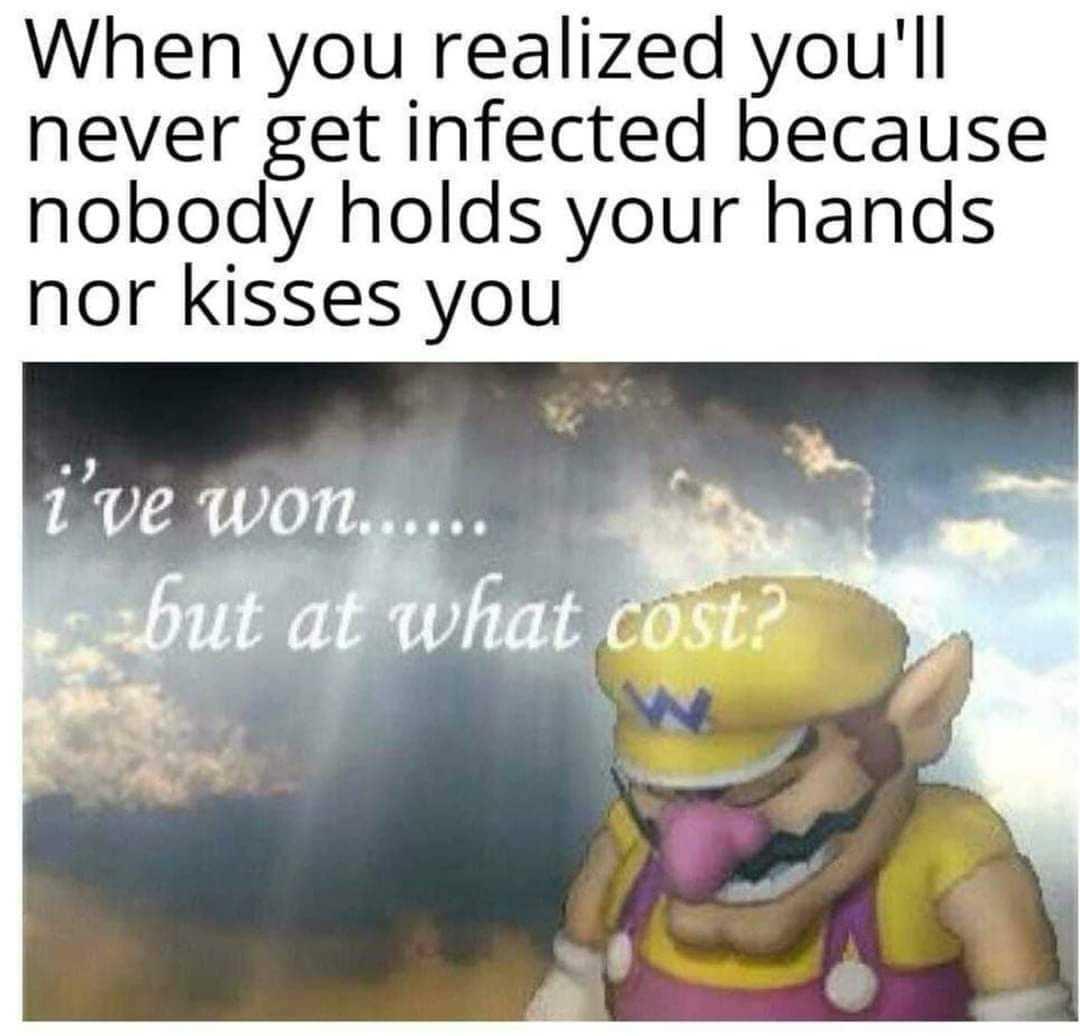 When you realized you'll
never get infected because
nobody holds your hands
nor kisses you
i've won......
but at what cost?
W